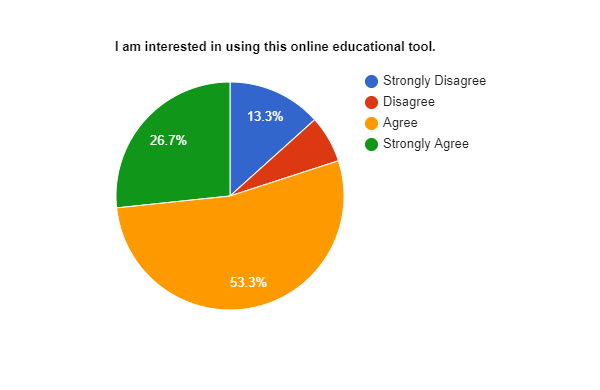 I am interested in using this online educational tool.
Strongly Disagree
Disagree
Agree
Strongly Agree
13.3%
26.7%
53.3%